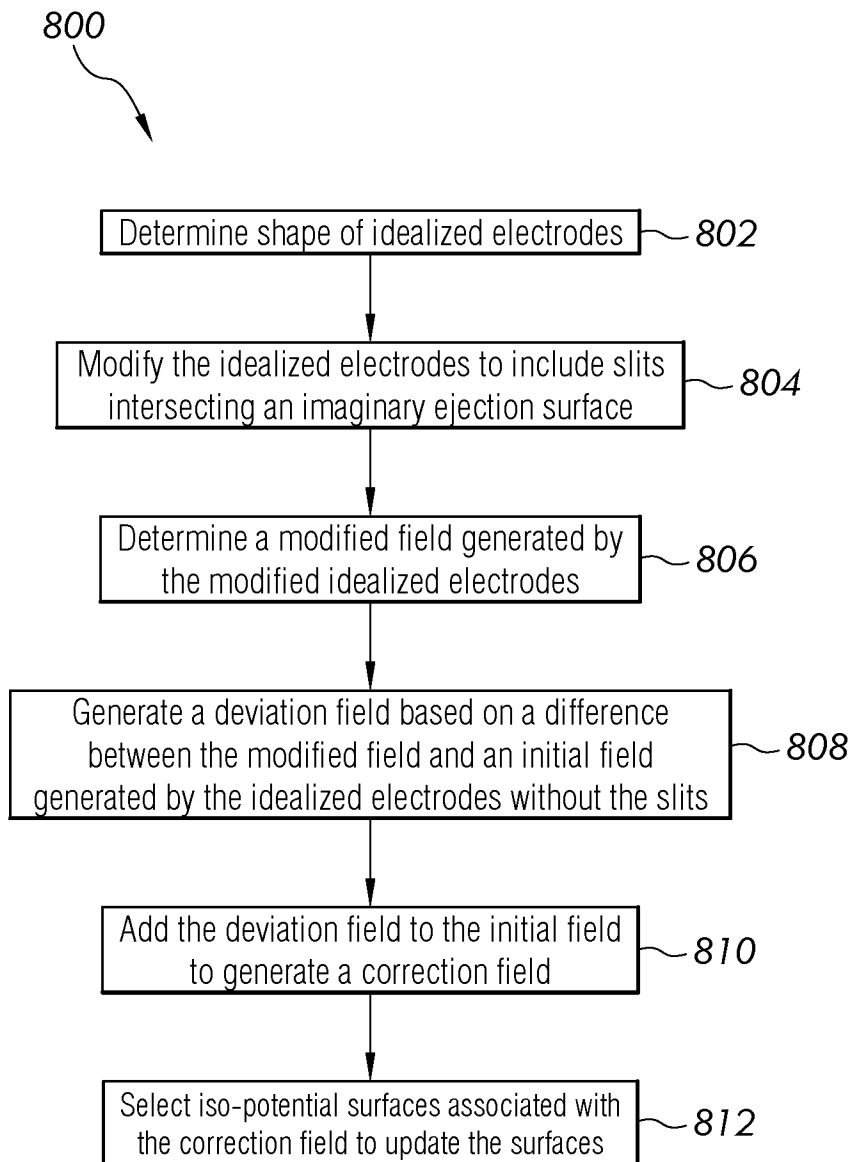 800
Determine shape of idealized electrodes
802
Modify the idealized electrodes to include slits
intersecting an imaginary ejection surface
804
Determine a modified field generated by
the modified idealized electrodes
806
Generate a deviation field based on a difference
between the modified field and an initial field
generated by the idealized electrodes without the slits
808
Add the deviation field to the initial field
to generate a correction field
810
Select iso-potential surfaces associated with
the correction field to update the surfaces
812